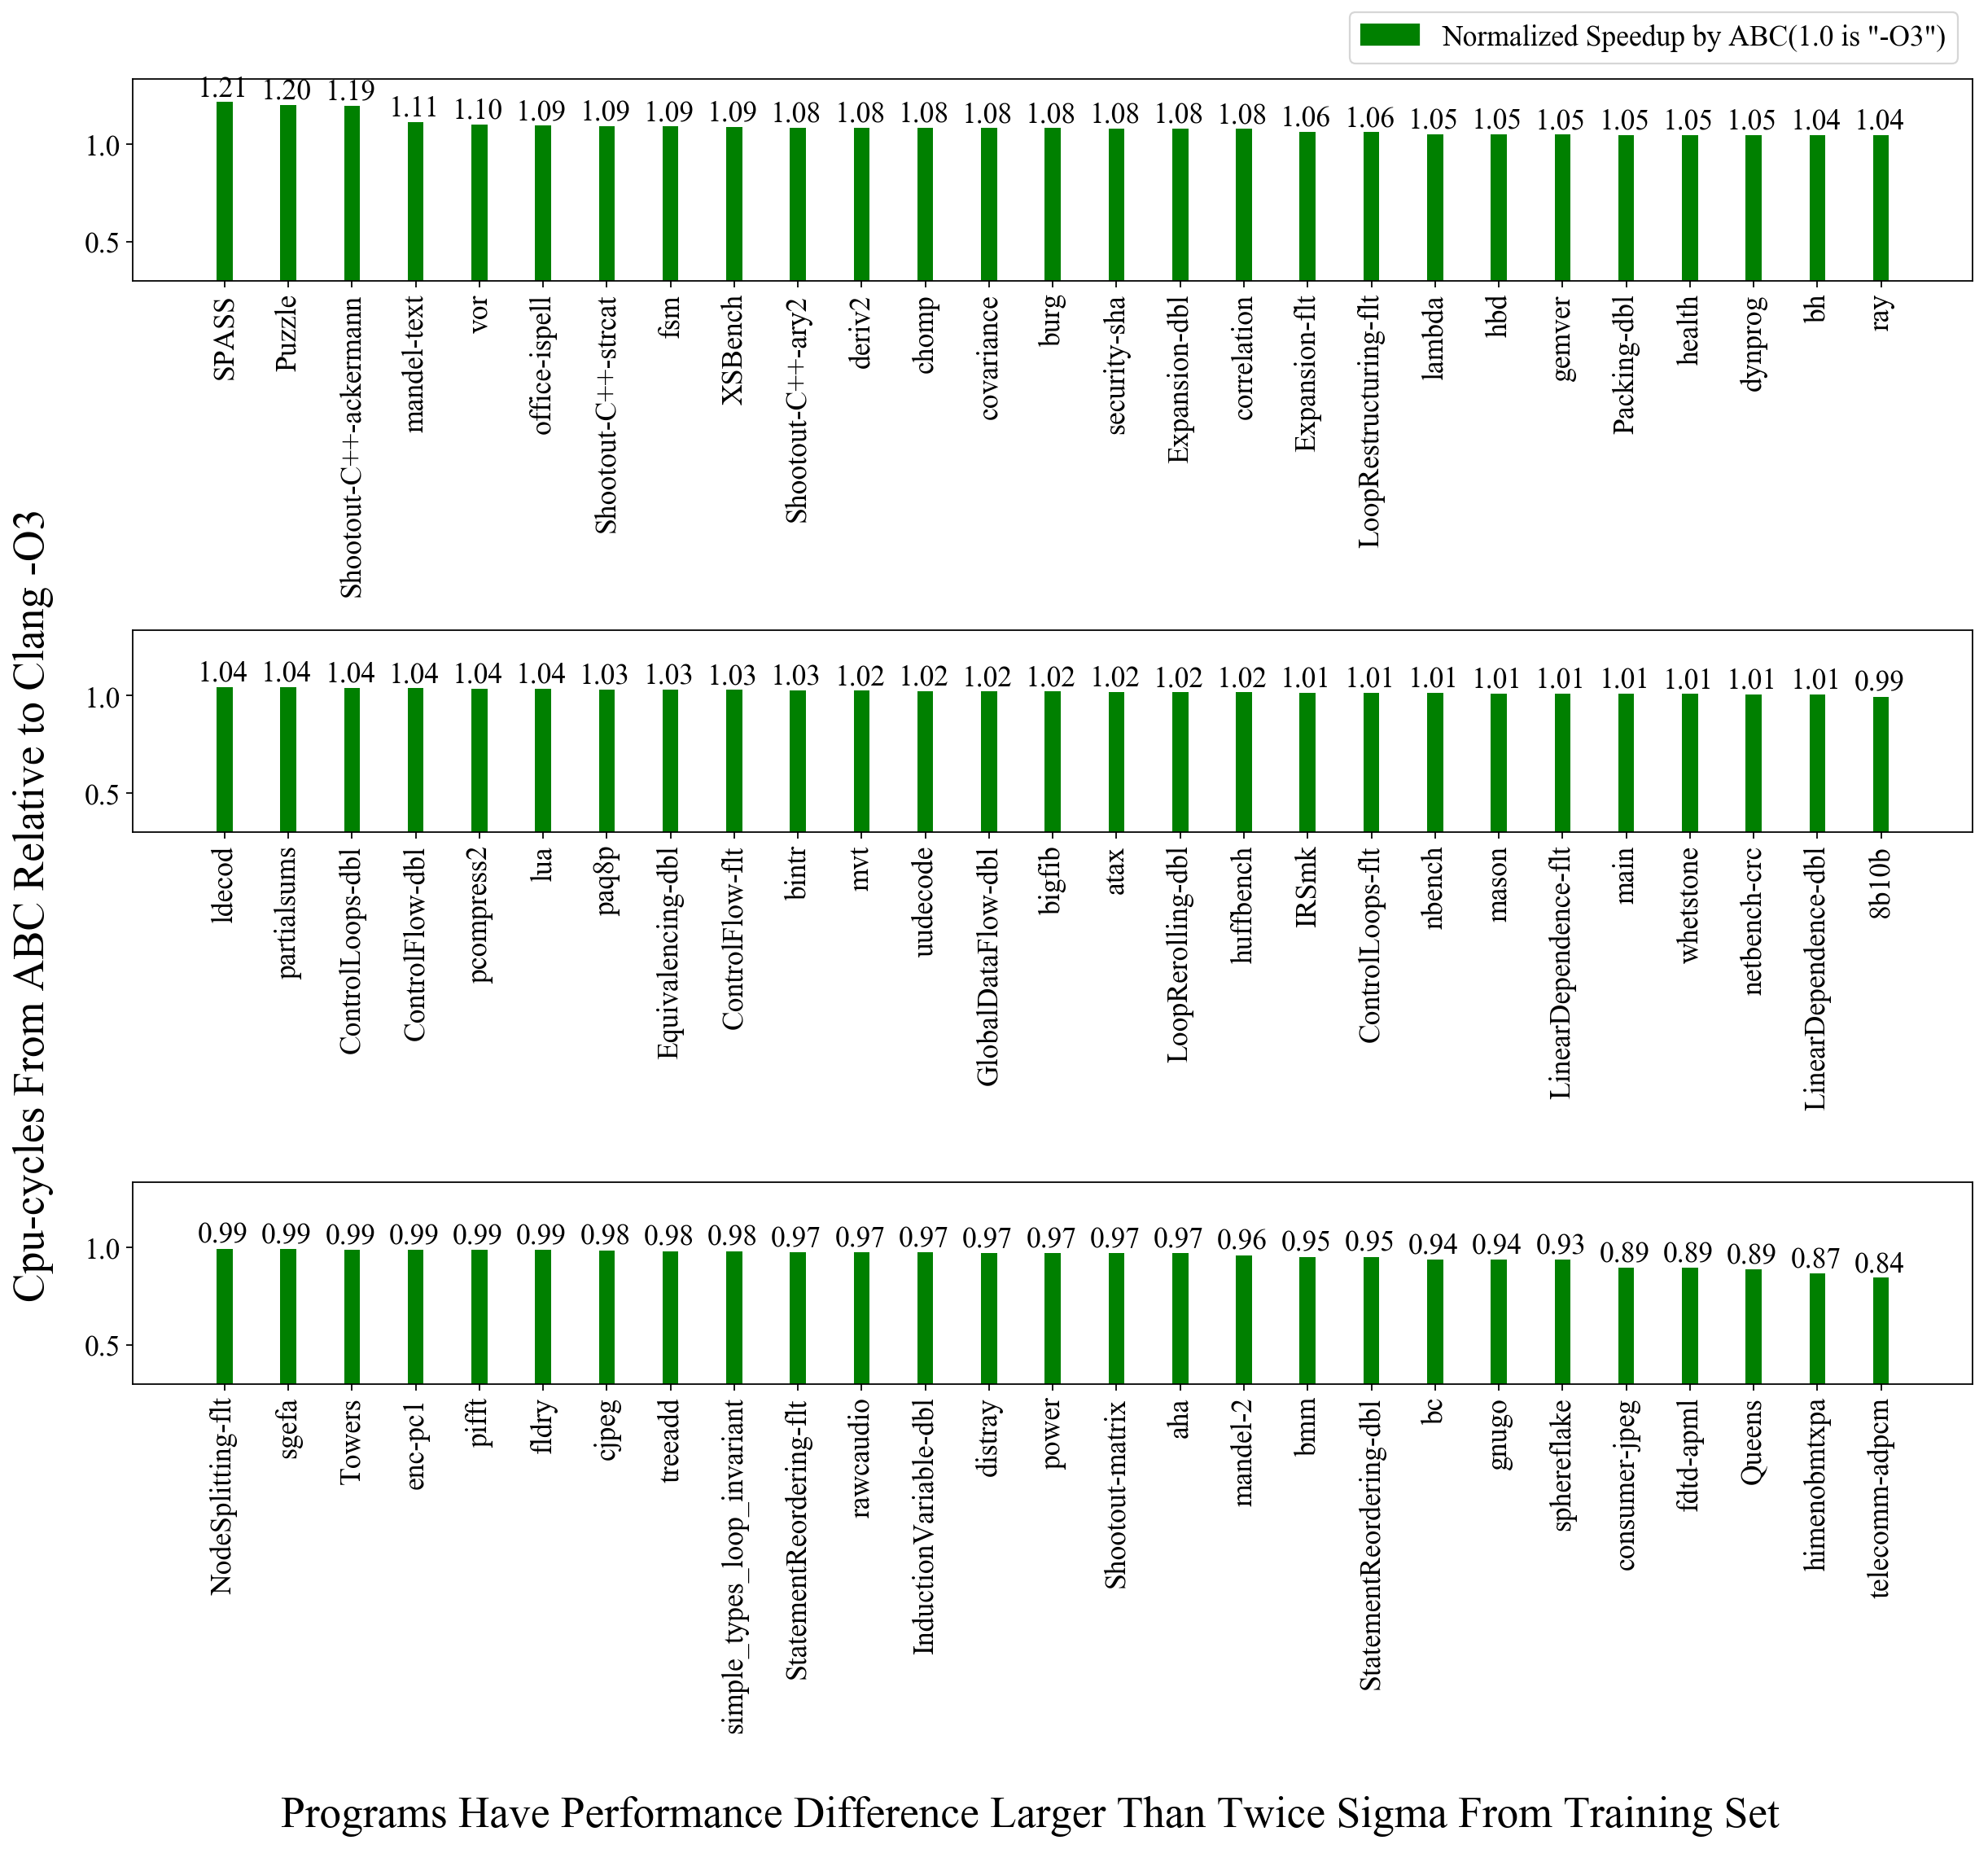 Normalized Speedup by ABC(1.0 is "-O3")
Cpu-cycles From ABC Relative to Clang -O3
1.21 1.20 1.19 1.11 1.10 1.09 1.09 1.09 1.09 1.08 1.08 1.08 1.08 1.08 1.08 1.08 1.08 1.06 1.06 1.05 1.05 1.05 1.05 1.05 1.05 1.04 1.04
1.0
0.5
SPASS
Puzzle
Shootout-C++-ackermann
mandel-text
vor
office-ispell
Shootout-C++-strcat
fsm
XSBench
Shootout-C++-ary2
deriv2
chomp
covariance
burg
security-sha
Expansion-dbl
correlation
Expansion-flt
LoopRestructuring-flt
lambda
hbd
gemver
Packing-dbl
health
dynprog
bh
ray
1.04 1.04 1.04 1.04 1.04 1.04 1.03 1.03 1.03 1.03 1.02 1.02 1.02 1.02 1.02 1.02 1.02 1.01 1.01 1.01 1.01 1.01 1.01 1.01 1.01 1.01 0.99
1.0
0.5
ldecod
partialsums
ControlLoops-dbl
ControlFlow-dbl
pcompress2
lua
paq8p
Equivalencing-dbl
ControlFlow-flt
bintr
mvt
uudecode
GlobalDataFlow-dbl
bigfib
atax
LoopRerolling-dbl
huffbench
IRSmk
ControlLoops-flt
nbench
mason
LinearDependence-flt
main
whetstone
netbench-crc
LinearDependence-dbl
8b10b
0.99 0.99 0.99 0.99 0.99 0.99 0.98 0.98 0.98 0.97 0.97 0.97 0.97 0.97 0.97 0.97 0.96 0.95 0.95 0.94 0.94 0.93 0.89 0.89 0.89 0.87 0.84
1.0
0.5
NodeSplitting-flt
sgefa
Towers
enc-pc1
pifft
fldry
cjpeg
treeadd
simple_types_loop_invariant
StatementReordering-flt
rawcaudio
InductionVariable-dbl
distray
power
Shootout-matrix
aha
mandel-2
bmm
StatementReordering-dbl
bc
gnugo
sphereflake
consumer-jpeg
fdtd-apml
Queens
himenobmtxpa
telecomm-adpcm
Programs Have Performance Difference Larger Than Twice Sigma From Training Set